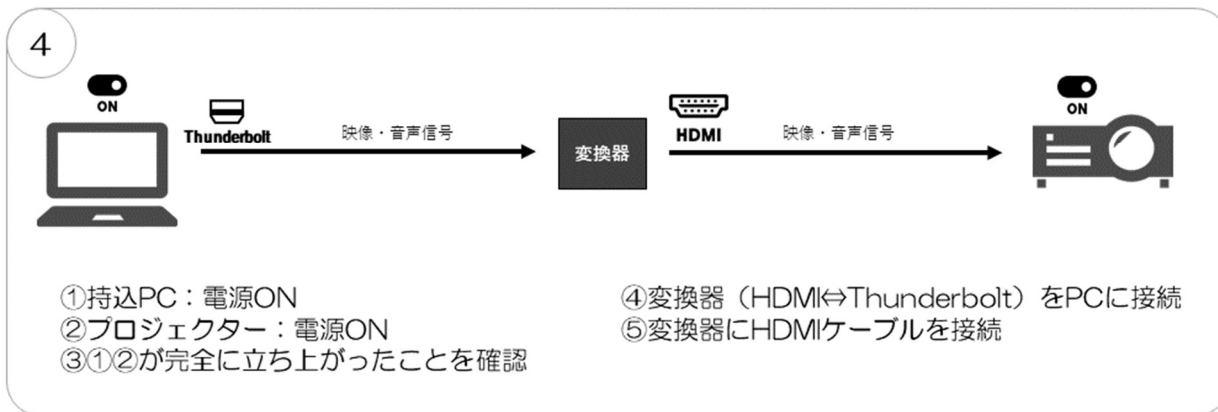 4
ON
Thunderbolt
映像・音声信号
変換器
HDMI
映像・音声信号
ON
①持込PC：電源ON
②プロジェクター：電源ON
③①②が完全に立ち上がったことを確認
④変換器（HDMI⇔Thunderbolt）をPCに接続
⑤変換器にHDMIケーブルを接続